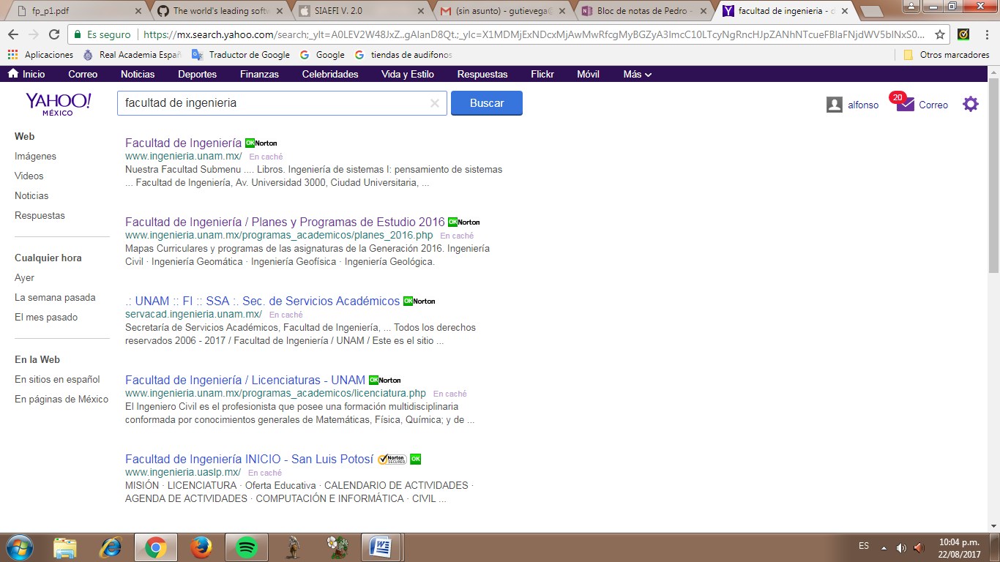 fp_p1.pdf
The world's leading softw
SIAEFI V. 2.0
(sin asunto) - gutievega@
Bloc de notas de Pedro -
facultad de ingenieria -
Es seguro
https://mx.search.yahoo.com/search;_ylt=A0LEV2W48JxZ..gAIanD8Qt.;_ylc=X1MDMjExNDcxMjAwMwRfcgMyBGZyA3lmcC10LTcyNgRncHJpZANhNTcueFBlaFNjdWV5blNxS0...
Aplicaciones
Real Academia Espa
Traductor de Google
Google
tiendas de audifonos
Otros marcadores
Inicio
Correo
Noticias
Deportes
Finanzas
Celebridades
Vida y Estilo
Respuestas
Flickr
Móvil
Más
YAHOO!
MÉXICO
facultad de ingenieria
Buscar
alfonso
20
Correo
Web
Imágenes
Videos
Noticias
Respuestas
Cualquier hora
Ayer
La semana pasada
El mes pasado
En la Web
En sitios en español
En páginas de México
Facultad de Ingeniería OK Norton
www.ingenieria.unam.mx/ En caché
Nuestra Facultad Submenu .... Libros. Ingeniería de sistemas I: pensamiento de sistemas
... Facultad de Ingeniería, Av. Universidad 3000, Ciudad Universitaria, ...
Facultad de Ingeniería / Planes y Programas de Estudio 2016 OK Norton
www.ingenieria.unam.mx/programas_academicos/planes_2016.php En caché
Mapas Curriculares y programas de las asignaturas de la Generación 2016. Ingeniería
Civil · Ingeniería Geomática · Ingeniería Geofísica · Ingeniería Geológica.
.: UNAM :: FI :: SSA :. Sec. de Servicios Académicos OK Norton
servacad.ingenieria.unam.mx/ En caché
Secretaría de Servicios Académicos, Facultad de Ingeniería, ... Todos los derechos
reservados 2006 - 2017 / Facultad de Ingeniería / UNAM / Este es el sitio ...
Facultad de Ingeniería / Licenciaturas - UNAM OK Norton
www.ingenieria.unam.mx/programas_academicos/licenciatura.php En caché
El Ingeniero Civil es el profesionista que posee una formación multidisciplinaria
conformada por conocimientos generales de Matemáticas, Física, Química; y de ...
Facultad de Ingeniería INICIO - San Luis Potosí Norton SECURED OK
www.ingenieria.uaslp.mx/ En caché
MISIÓN · LICENCIATURA · Oferta Educativa · CALENDARIO DE ACTIVIDADES ·
AGENDA DE ACTIVIDADES · COMPUTACIÓN E INFORMÁTICA · CIVIL ...
ES
10:04 p.m.
22/08/2017